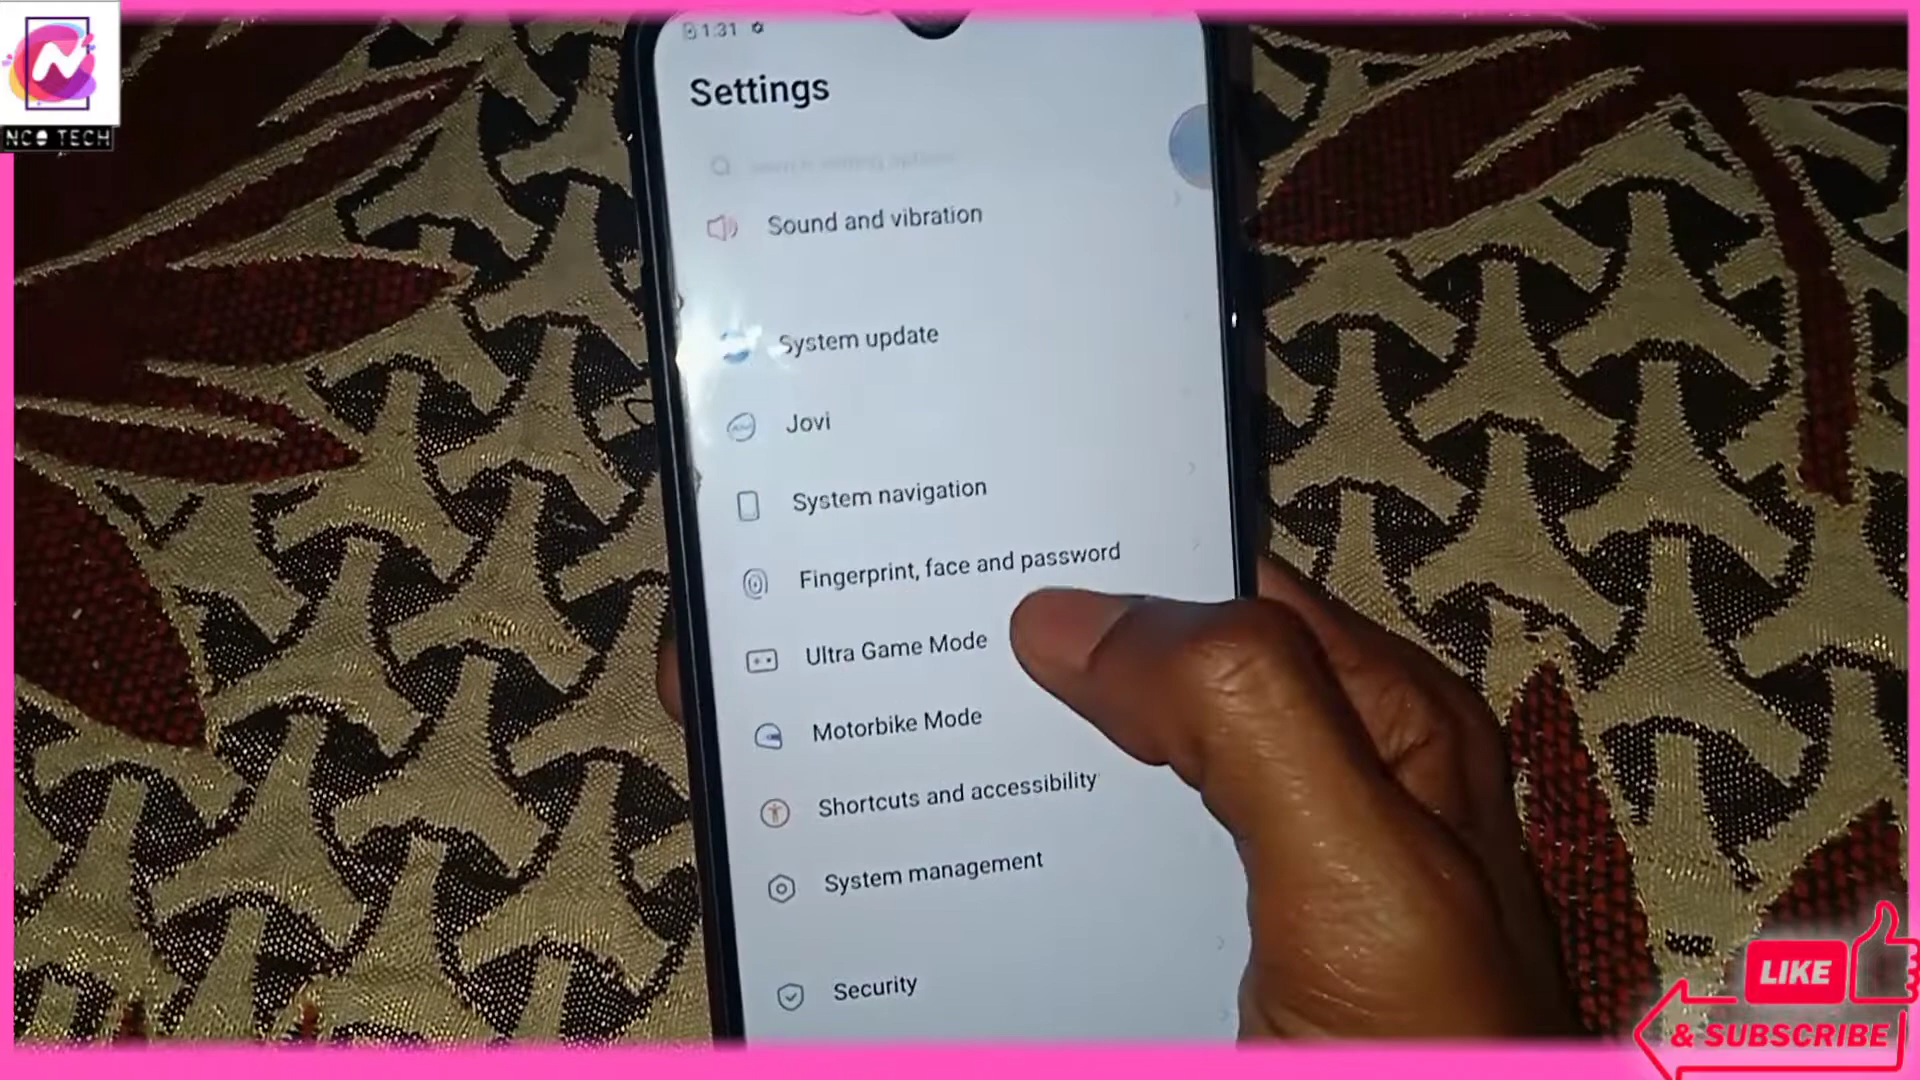 N
NCO TECH
1:31
Settings
Sound and vibration
System update
Jovi
System navigation
Fingerprint, face and password
Ultra Game Mode
Motorbike Mode
Shortcuts and accessibility
System management
Security
LIKE
& SUBSCRIBE